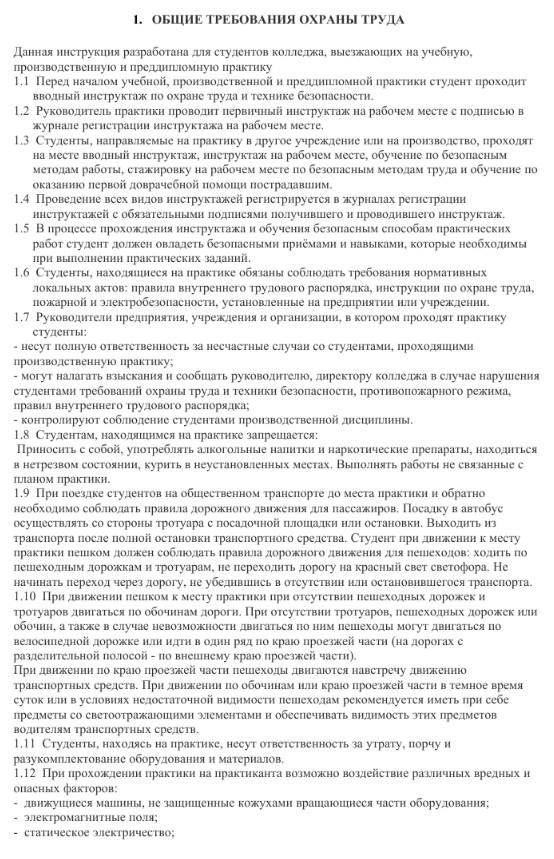 1. ОБЩИЕ ТРЕБОВАНИЯ ОХРАНЫ ТРУДА
Данная инструкция разработана для студентов колледжа, выезжающих на учебную,
производственную и преддипломную практику
1.1 Перед началом учебной, производственной и преддипломной практики студент проходит
вводный инструктаж по охране труда и технике безопасности.
1.2 Руководитель практики проводит первичный инструктаж на рабочем месте с подписью в
журнале регистрации инструктажа на рабочем месте.
1.3 Студенты, направляемые на практику в другое учреждение или на производство, проходят
на месте вводный инструктаж, инструктаж на рабочем месте, обучение по безопасным
методам работы, стажировку на рабочем месте по безопасным методам труда и обучение по
оказанию первой доврачебной помощи пострадавшим.
1.4 Проведение всех видов инструктажей регистрируется в журналах регистрации
инструктажей с обязательными подписями получившего и проводившего инструктаж.
1.5 В процессе прохождения инструктажа и обучения безопасным способам практических
работ студент должен овладеть безопасными приёмами и навыками, которые необходимы
при выполнении практических заданий.
1.6 Студенты, находящиеся на практике обязаны соблюдать требования нормативных
локальных актов: правила внутреннего трудового распорядка, инструкции по охране труда,
пожарной и электробезопасности, установленные на предприятии или учреждении.
1.7 Руководители предприятия, учреждения и организации, в котором проходят практику
студенты:
- несут полную ответственность за несчастные случаи со студентами, проходящими
производственную практику;
- могут налагать взыскания и сообщать руководителю, директору колледжа в случае нарушения
студентами требований охраны труда и техники безопасности, противопожарного режима,
правил внутреннего трудового распорядка;
- контролируют соблюдение студентами производственной дисциплины.
1.8 Студентам, находящимся на практике запрещается:
Приносить с собой, употреблять алкогольные напитки и наркотические препараты, находиться
в нетрезвом состоянии, курить в неустановленных местах. Выполнять работы не связанные с
планом практики.
1.9 При поездке студентов на общественном транспорте до места практики и обратно
необходимо соблюдать правила дорожного движения для пассажиров. Посадку в автобус
осуществлять со стороны тротуара с посадочной площадки или остановки. Выходить из
транспорта после полной остановки транспортного средства. Студент при движении к месту
практики пешком должен соблюдать правила дорожного движения для пешеходов: ходить по
пешеходным дорожкам и тротуарам, не переходить дорогу на красный свет светофора. Не
начинать переход через дорогу, не убедившись в отсутствии или остановившегося транспорта.
1.10 При движении пешком к месту практики при отсутствии пешеходных дорожек и
тротуаров двигаться по обочинам дороги. При отсутствии тротуаров, пешеходных дорожек или
обочин, а также в случае невозможности двигаться по ним пешеходы могут двигаться по
велосипедной дорожке или идти в один ряд по краю проезжей части (на дорогах с
разделительной полосой - по внешнему краю проезжей части).
При движении по краю проезжей части пешеходы двигаются навстречу движению
транспортных средств. При движении по обочинам или краю проезжей части в темное время
суток или в условиях недостаточной видимости пешеходам рекомендуется иметь при себе
предметы со светоотражающими элементами и обеспечивать видимость этих предметов
водителям транспортных средств.
1.11 Студенты, находясь на практике, несут ответственность за утрату, порчу и
разукомплектование оборудования и материалов.
1.12 При прохождении практики на практиканта возможно воздействие различных вредных и
опасных факторов:
- движущиеся машины, не защищенные кожухами вращающиеся части оборудования;
- электромагнитные поля;
- статическое электричество;